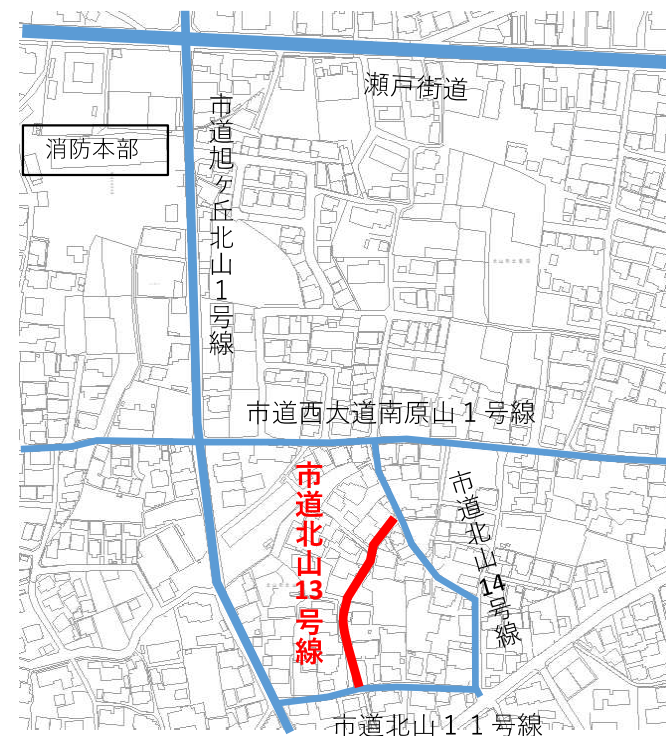 瀬戸街道
消防本部
市道旭ヶ丘北山1号線
市道西大道南原山1号線
市道北山13号線
市道北山14号線
市道北山11号線